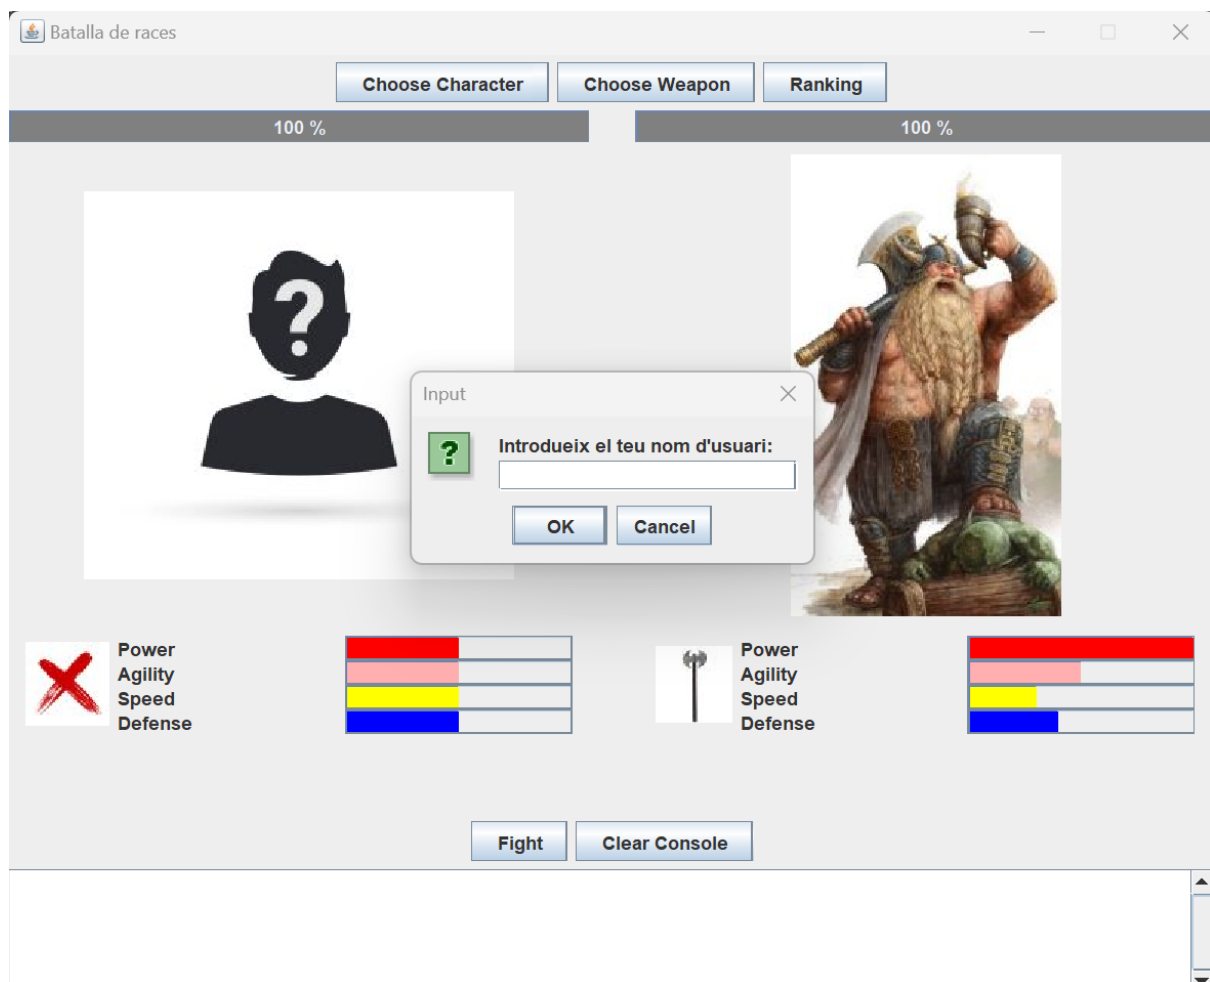 Batalla de races
Choose Character Choose Weapon Ranking
100 % 100 %
?
Input
?
Introdueix el teu nom d'usuari:
OK Cancel
Power
Agility
Speed
Defense
Power
Agility
Speed
Defense
Fight Clear Console